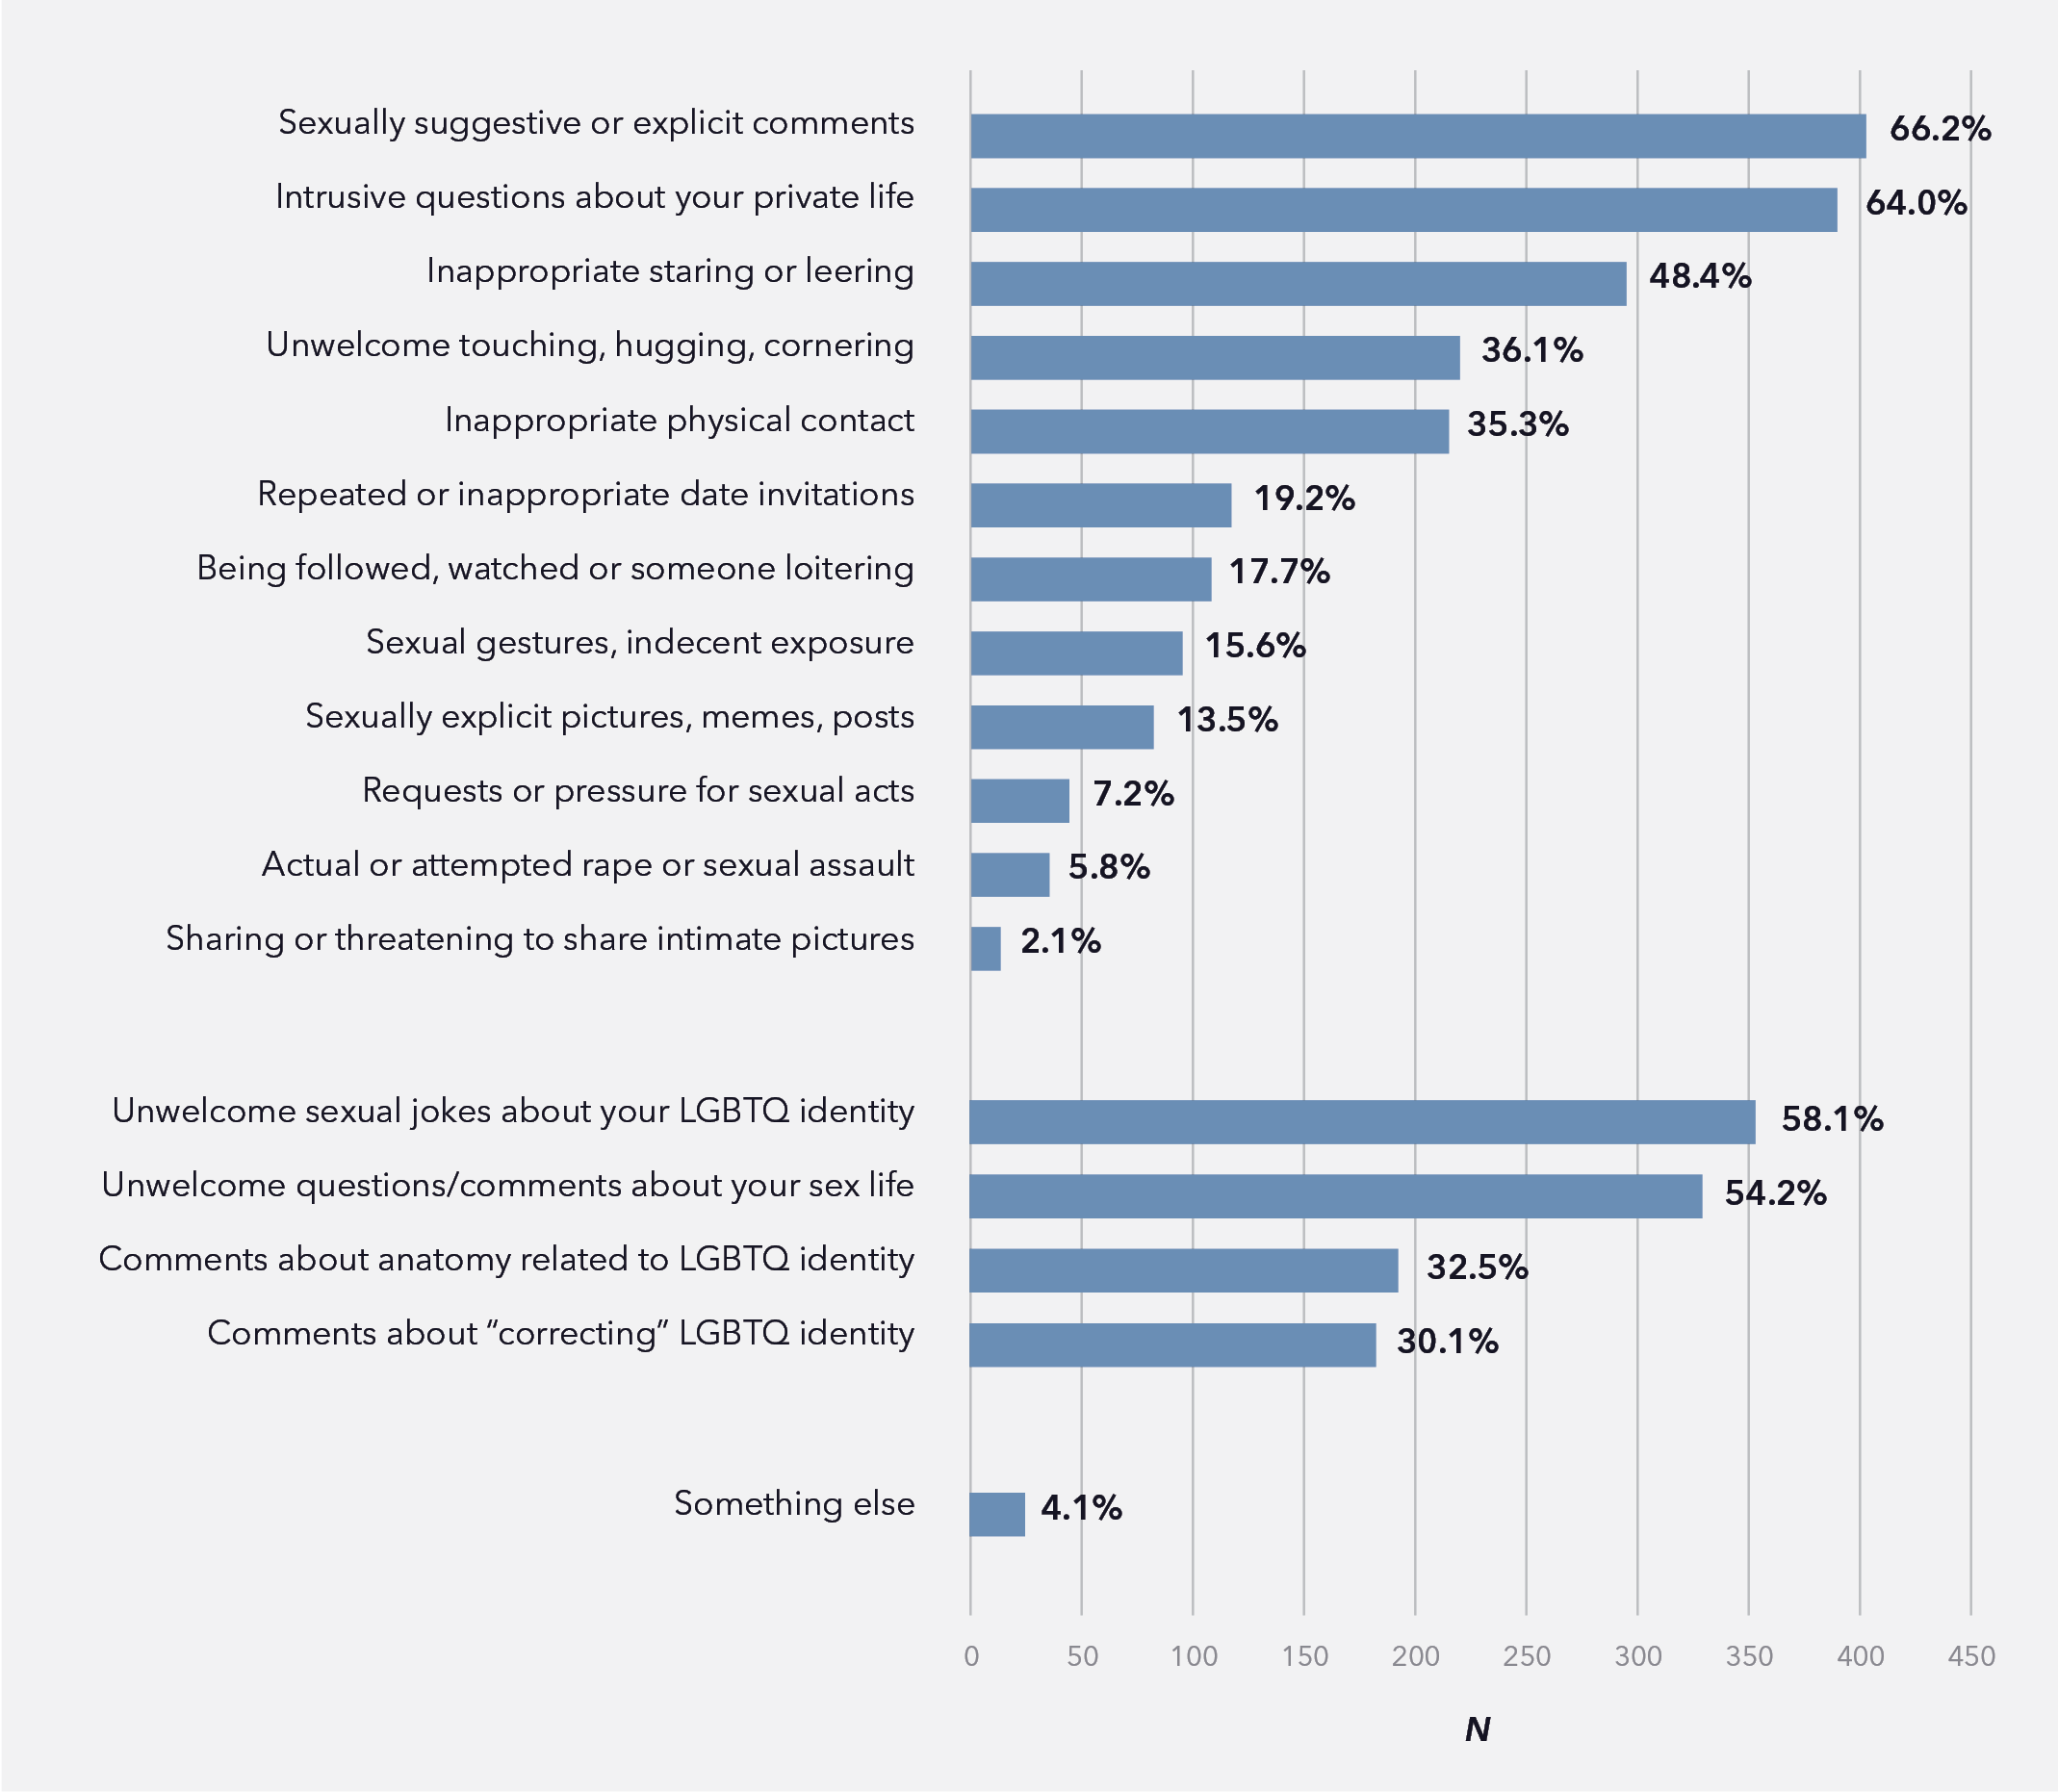 Sexually suggestive or explicit comments 66.2%
Intrusive questions about your private life 64.0%
Inappropriate staring or leering 48.4%
Unwelcome touching, hugging, cornering 36.1%
Inappropriate physical contact 35.3%
Repeated or inappropriate date invitations 19.2%
Being followed, watched or someone loitering 17.7%
Sexual gestures, indecent exposure 15.6%
Sexually explicit pictures, memes, posts 13.5%
Requests or pressure for sexual acts 7.2%
Actual or attempted rape or sexual assault 5.8%
Sharing or threatening to share intimate pictures 2.1%
Unwelcome sexual jokes about your LGBTQ identity 58.1%
Unwelcome questions/comments about your sex life 54.2%
Comments about anatomy related to LGBTQ identity 32.5%
Comments about “correcting” LGBTQ identity 30.1%
Something else 4.1%
0 50 100 150 200 250 300 350 400 450
N